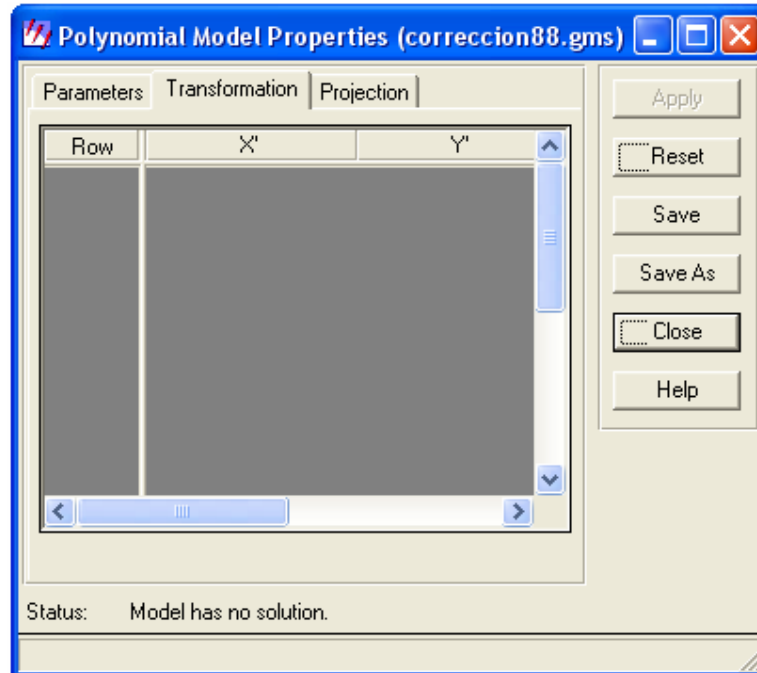 Polynomial Model Properties (correccion88.gms)
Parameters Transformation Projection
Row X' Y'
Apply
Reset
Save
Save As
Close
Help
Status: Model has no solution.